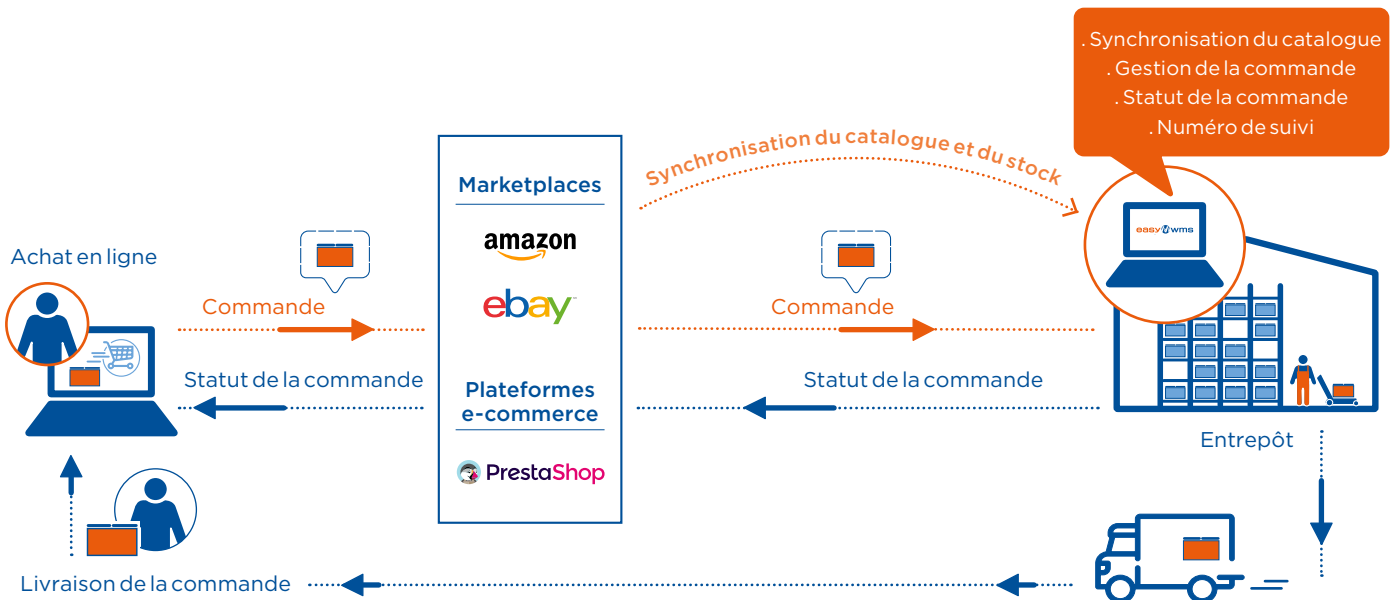 . Synchronisation du catalogue
. Gestion de la commande
. Statut de la commande
. Numéro de suivi
Synchronisation du catalogue et du stock
easy wms
Achat en ligne
Commande
Statut de la commande
Marketplaces
amazon
ebay
Plateformes
e-commerce
PrestaShop
Commande
Statut de la commande
Entrepôt
Livraison de la commande